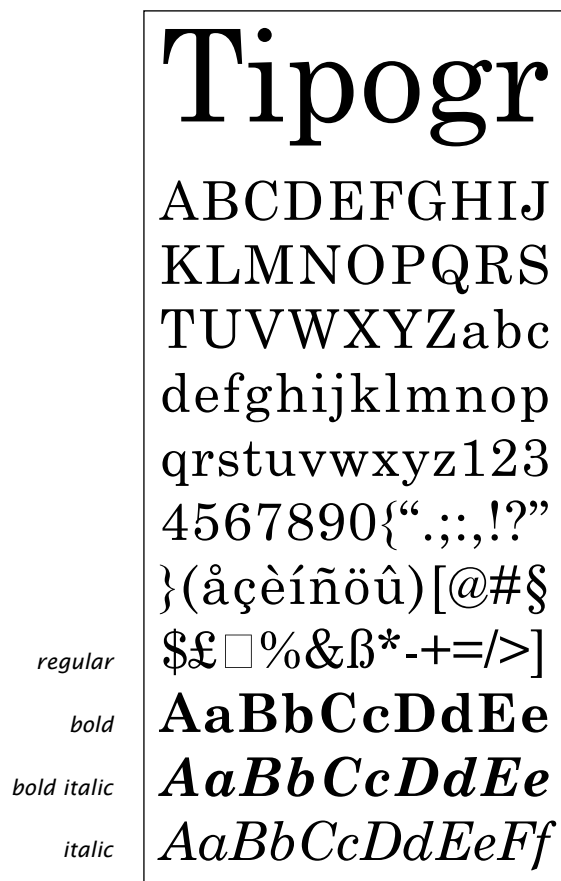 Tipogr
ABCDEFGHIJ
KLMNOPQRS
TUVWXYZabc
defghijklmnop
qrstuvwxyz123
4567890{“.;:,!?”
}(åçèíñöû)[@#§
regular $£□%&ß*-+=/>]
bold AaBbCcDdEe
bold italic AaBbCcDdEe
italic AaBbCcDdEeFf